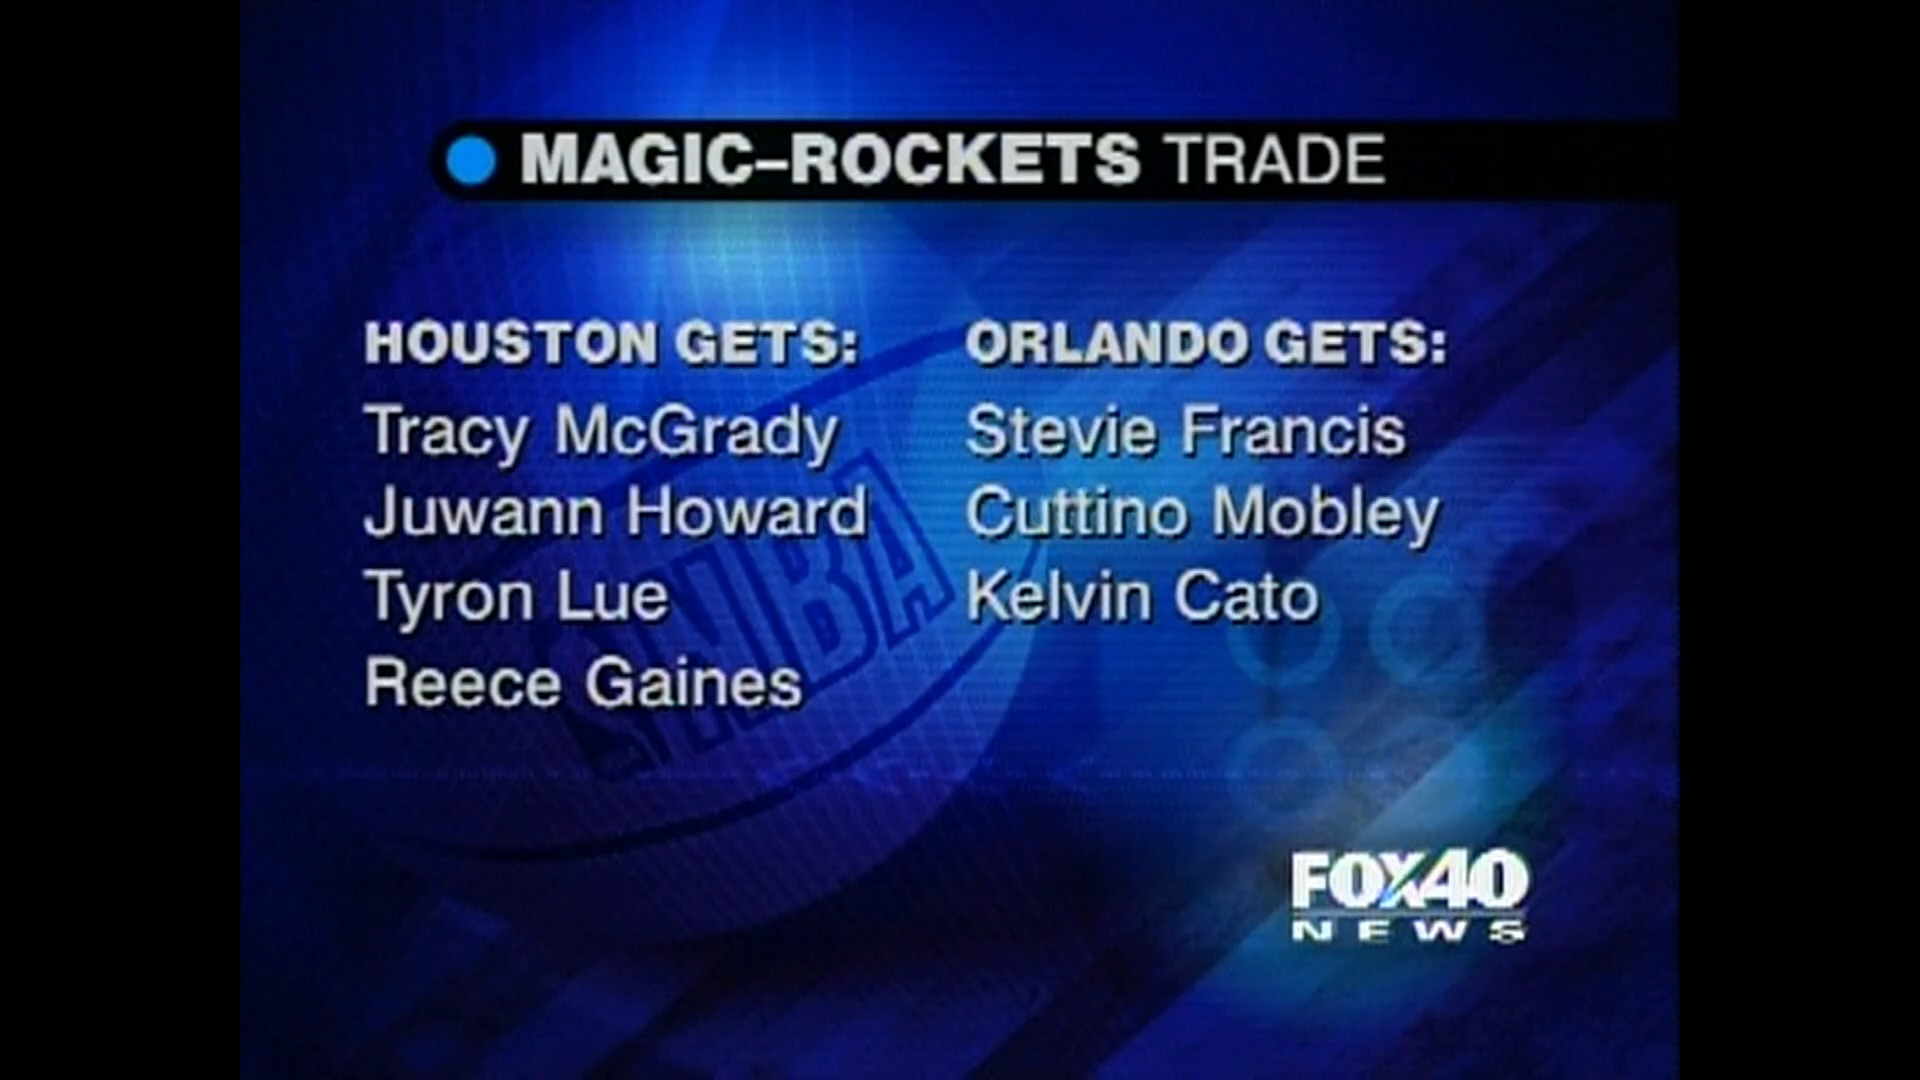 MAGIC–ROCKETS TRADE
HOUSTON GETS:
Tracy McGrady
Juwann Howard
Tyron Lue
Reece Gaines
ORLANDO GETS:
Stevie Francis
Cuttino Mobley
Kelvin Cato
NBA
FOX40
NEWS